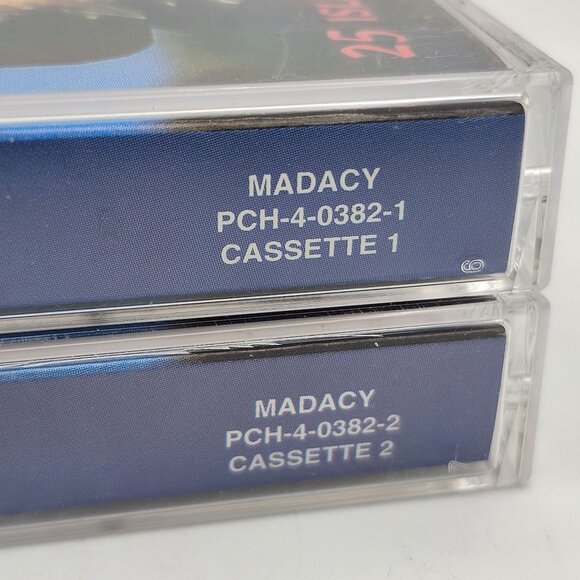 25
MADACY
PCH-4-0382-1
CASSETTE 1
MADACY
PCH-4-0382-2
CASSETTE 2